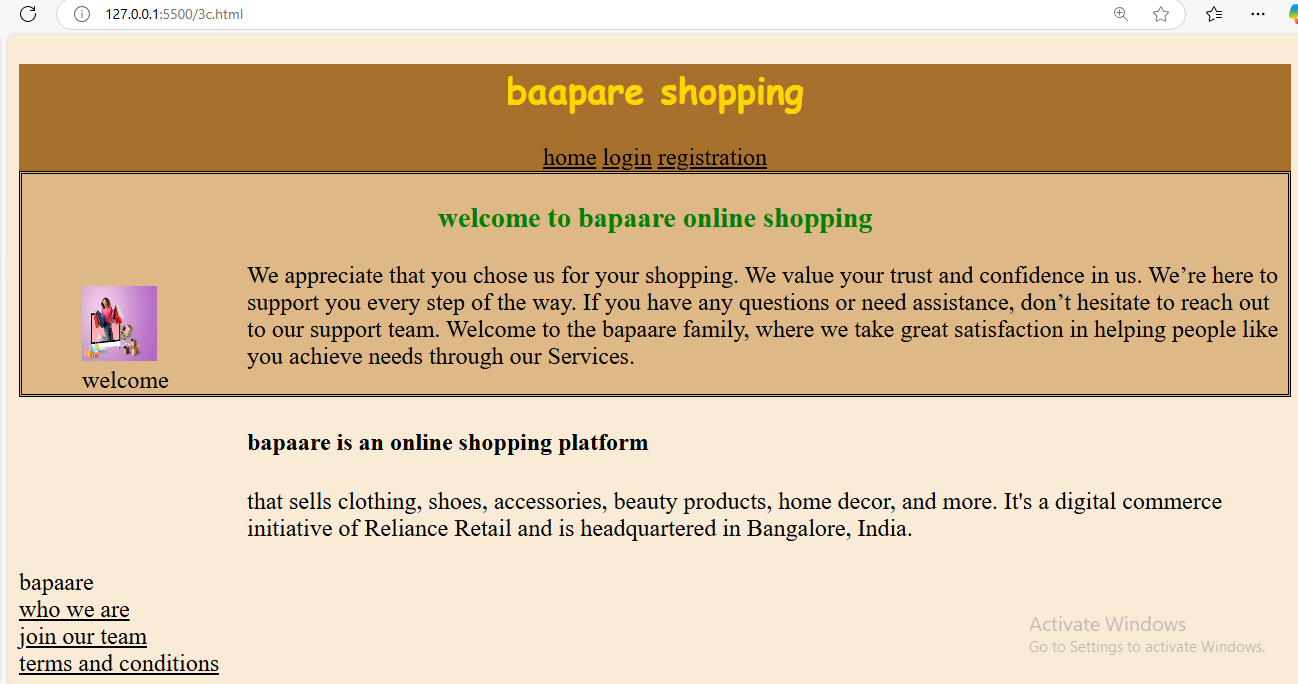 127.0.0.1:5500/3c.html
baapare shopping
home login registration
welcome to bapaare online shopping
We appreciate that you chose us for your shopping. We value your trust and confidence in us. We’re here to
support you every step of the way. If you have any questions or need assistance, don’t hesitate to reach out
to our support team. Welcome to the bapaare family, where we take great satisfaction in helping people like
you achieve needs through our Services.
welcome
bapaare is an online shopping platform
that sells clothing, shoes, accessories, beauty products, home decor, and more. It's a digital commerce
initiative of Reliance Retail and is headquartered in Bangalore, India.
bapaare
who we are
join our team
terms and conditions
Activate Windows
Go to Settings to activate Windows.